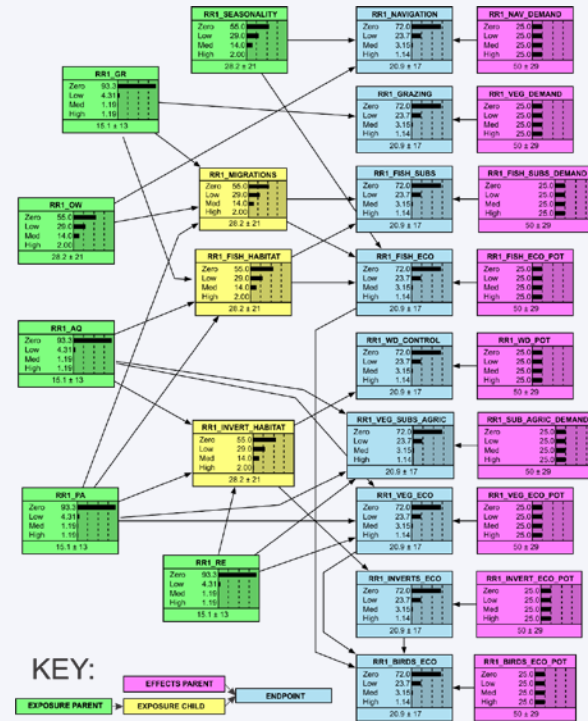 RR1_SEASONALITY
Zero 55.0
Low 29.0
Med 14.0
High 2.00
28.2 ± 21
RR1_NAVIGATION
Zero 72.0
Low 23.7
Med 3.15
High 1.14
20.9 ± 17
RR1_NAV_DEMAND
Zero 25.0
Low 25.0
Med 25.0
High 25.0
50 ± 29
RR1_GR
Zero 93.3
Low 4.31
Med 1.19
High 1.19
15.1 ± 13
RR1_GRAZING
Zero 72.0
Low 23.7
Med 3.15
High 1.14
20.9 ± 17
RR1_VEG_DEMAND
Zero 25.0
Low 25.0
Med 25.0
High 25.0
50 ± 29
RR1_MIGRATIONS
Zero 55.0
Low 29.0
Med 14.0
High 2.00
28.2 ± 21
RR1_FISH_SUBS
Zero 72.0
Low 23.7
Med 3.15
High 1.14
20.9 ± 17
RR1_FISH_SUBS_DEMAND
Zero 25.0
Low 25.0
Med 25.0
High 25.0
50 ± 29
RR1_OW
Zero 55.0
Low 29.0
Med 14.0
High 2.00
28.2 ± 21
RR1_FISH_HABITAT
Zero 55.0
Low 29.0
Med 14.0
High 2.00
28.2 ± 21
RR1_FISH_ECO
Zero 72.0
Low 23.7
Med 3.15
High 1.14
20.9 ± 17
RR1_FISH_ECO_POT
Zero 25.0
Low 25.0
Med 25.0
High 25.0
50 ± 29
RR1_AQ
Zero 93.3
Low 4.31
Med 1.19
High 1.19
15.1 ± 13
RR1_WD_CONTROL
Zero 72.0
Low 23.7
Med 3.15
High 1.14
20.9 ± 17
RR1_WD_POT
Zero 25.0
Low 25.0
Med 25.0
High 25.0
50 ± 29
RR1_INVERT_HABITAT
Zero 55.0
Low 29.0
Med 14.0
High 2.00
28.2 ± 21
RR1_VEG_SUBS_AGRIC
Zero 72.0
Low 23.7
Med 3.15
High 1.14
20.9 ± 17
RR1_SUB_AGRIC_DEMAND
Zero 25.0
Low 25.0
Med 25.0
High 25.0
50 ± 29
RR1_PA
Zero 93.3
Low 4.31
Med 1.19
High 1.19
15.1 ± 13
RR1_VEG_ECO
Zero 72.0
Low 23.7
Med 3.15
High 1.14
20.9 ± 17
RR1_VEG_ECO_POT
Zero 25.0
Low 25.0
Med 25.0
High 25.0
50 ± 29
RR1_RE
Zero 93.3
Low 4.31
Med 1.19
High 1.19
15.1 ± 13
RR1_INVERTS_ECO
Zero 72.0
Low 23.7
Med 3.15
High 1.14
20.9 ± 17
RR1_INVERT_ECO_POT
Zero 25.0
Low 25.0
Med 25.0
High 25.0
50 ± 29
RR1_BIRDS_ECO
Zero 72.0
Low 23.7
Med 3.15
High 1.14
20.9 ± 17
RR1_BIRDS_ECO_POT
Zero 25.0
Low 25.0
Med 25.0
High 25.0
50 ± 29
KEY:
EFFECTS PARENT
ENDPOINT
EXPOSURE PARENT
EXPOSURE CHILD